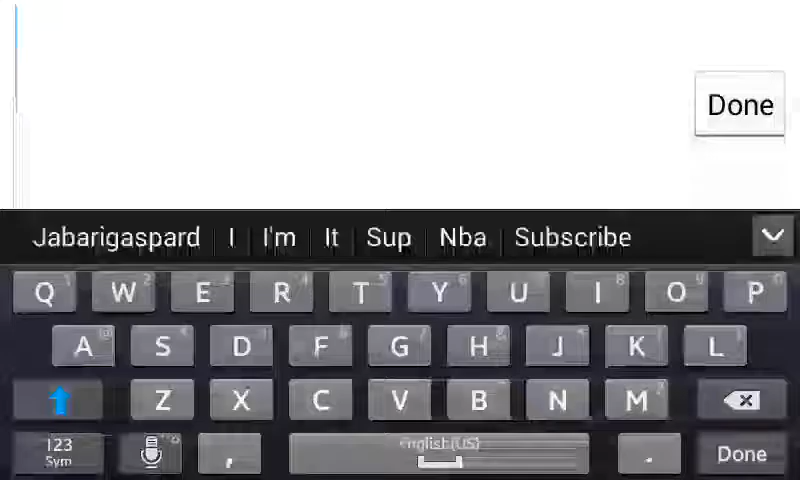 Done
Jabarigaspard I I'm It Sup Nba Subscribe
Q W E R T Y U I O P
A S D F G H J K L
Z X C V B N M
123 Sym , English(US) . Done